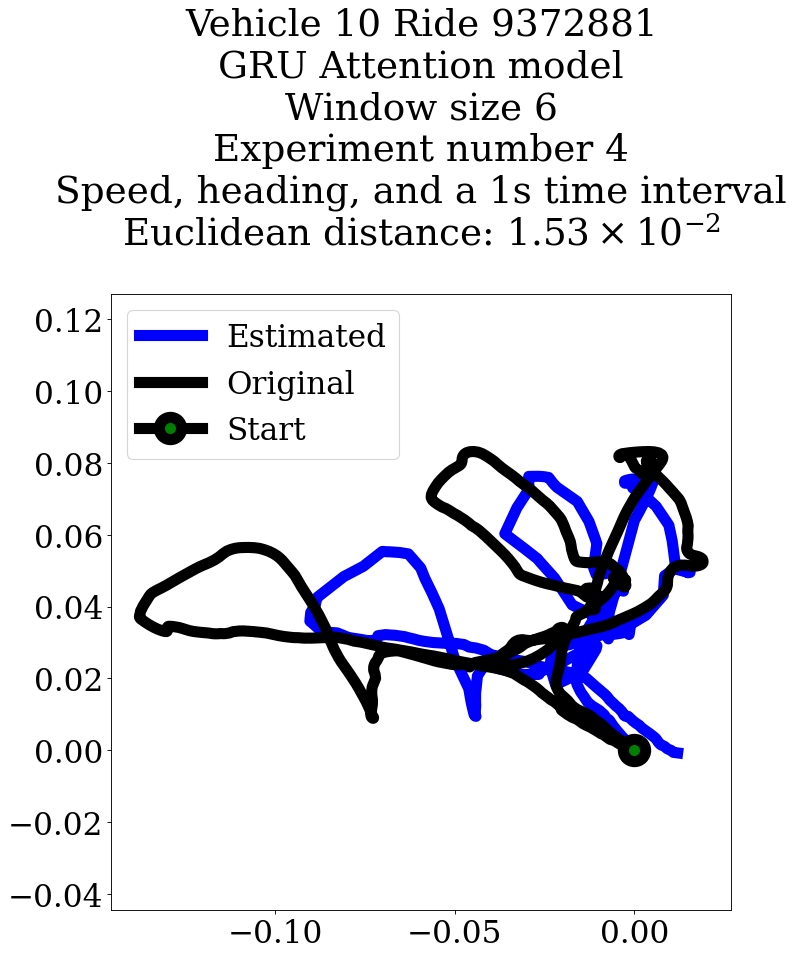 Vehicle 10 Ride 9372881
GRU Attention model
Window size 6
Experiment number 4
Speed, heading, and a 1s time interval
Euclidean distance: 1.53 × 10⁻²
Estimated
Original
Start
0.12
0.10
0.08
0.06
0.04
0.02
0.00
−0.02
−0.04
−0.10 −0.05 0.00